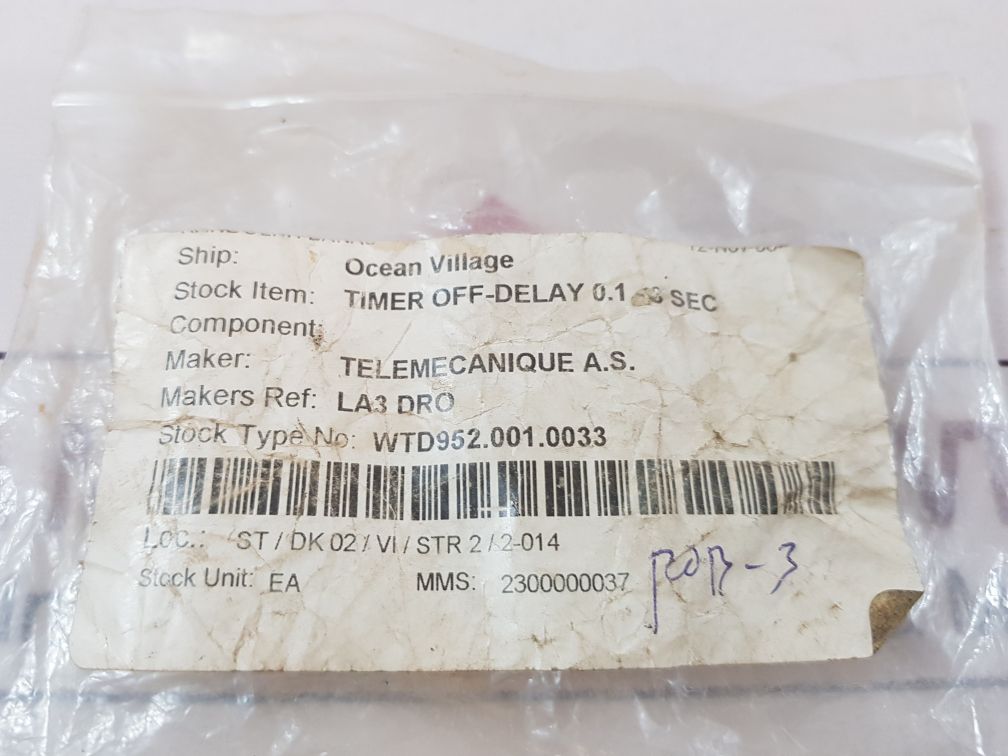 Ship: Ocean Village
Stock Item: TIMER OFF-DELAY 0.1 SEC
Component:
Maker: TELEMECANIQUE A.S.
Makers Ref: LA3 DRO
Stock Type No: WTD952.001.0033
Loc.: ST / DK 02 / VI / STR 2 / 2-014
Stock Unit: EA MMS: 2300000037